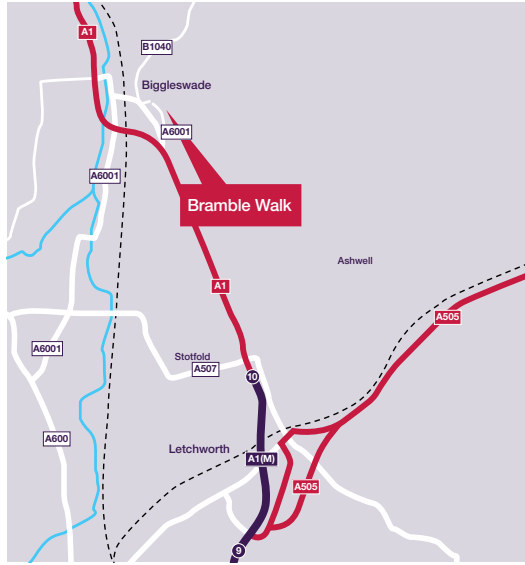 A1
B1040
Biggleswade
A6001
A6001
Bramble Walk
Ashwell
A1
A505
A6001
Stotfold
A507
10
A600
Letchworth
A1(M)
A505
9